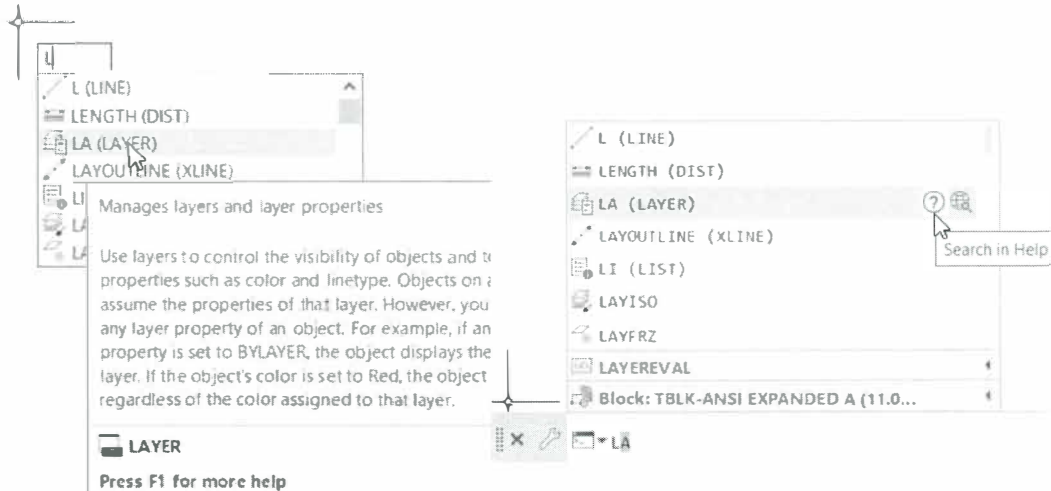 L
L (LINE)
LENGTH (DIST)
LA (LAYER)
LAYOUTLINE (XLINE)
LI
LA
LA
Manages layers and layer properties
Use layers to control the visibility of objects and t
properties such as color and linetype. Objects on a
assume the properties of that layer. However, you
any layer property of an object. For example, if an
property is set to BYLAYER, the object displays the
layer. If the object's color is set to Red, the object
regardless of the color assigned to that layer.
LAYER
Press F1 for more help
L (LINE)
LENGTH (DIST)
LA (LAYER)
LAYOUTLINE (XLINE)
LI (LIST)
LAYISO
LAYFRZ
LAYEREVAL
Block: TBLK-ANSI EXPANDED A (11.0...
Search in Help
LA